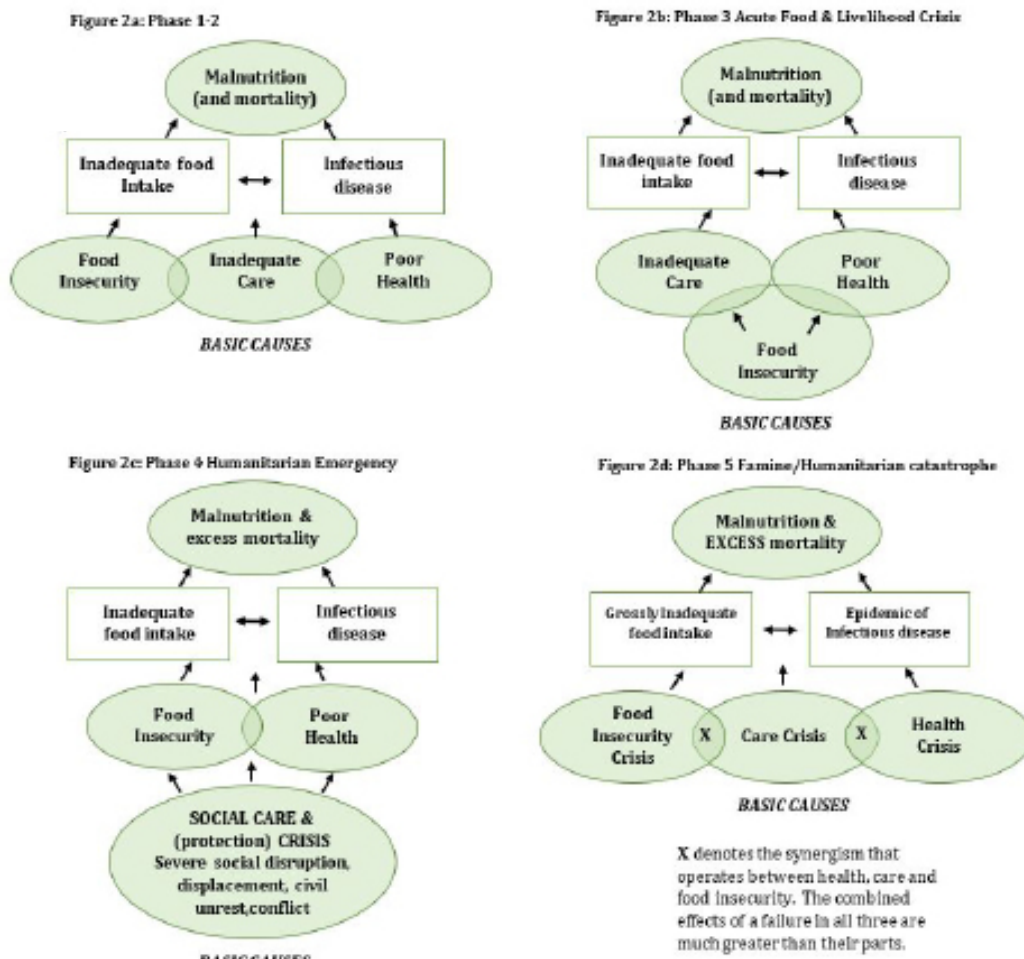 Figure 2a: Phase 1-2
Malnutrition
(and mortality)
Inadequate food
Intake
Infectious
disease
Food
Insecurity
Inadequate
Care
Poor
Health
BASIC CAUSES
Figure 2b: Phase 3 Acute Food & Livelihood Crisis
Malnutrition
(and mortality)
Inadequate food
intake
Infectious
disease
Inadequate
Care
Poor
Health
Food
Insecurity
BASIC CAUSES
Figure 2c: Phase 4 Humanitarian Emergency
Malnutrition &
excess mortality
Inadequate
food intake
Infectious
disease
Food
Insecurity
Poor
Health
SOCIAL CARE &
(protection) CRISIS
Severe social disruption,
displacement, civil
unrest,conflict
BASIC CAUSES
Figure 2d: Phase 5 Famine/Humanitarian catastrophe
Malnutrition &
EXCESS mortality
Grossly Inadequate
food intake
Epidemic of
Infectious disease
Food
Insecurity
Crisis
X
Care Crisis
X
Health
Crisis
BASIC CAUSES
X denotes the synergism that
operates between health, care and
food insecurity. The combined
effects of a failure in all three are
much greater than their parts.